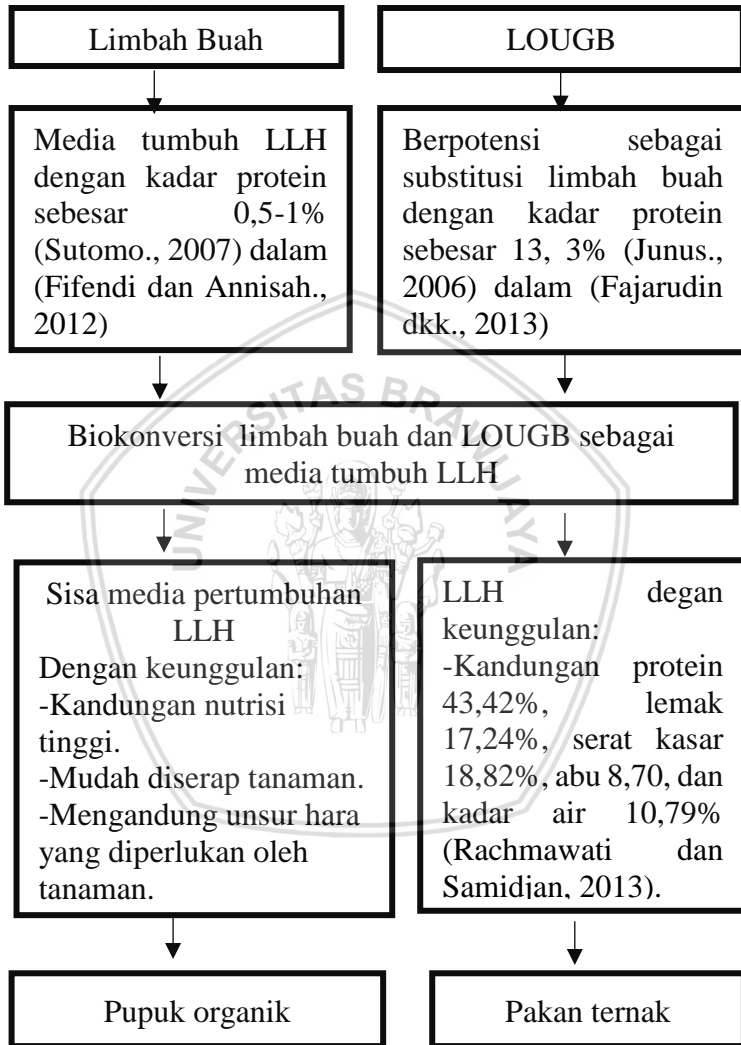 Limbah Buah
LOUGB
Media tumbuh LLH
dengan kadar protein
sebesar 0,5-1%
(Sutomo., 2007) dalam
(Fifendi dan Annisah.,
2012)
Berpotensi sebagai
substitusi limbah buah
dengan kadar protein
sebesar 13, 3% (Junus.,
2006) dalam (Fajarudin
dkk., 2013)
Biokonversi limbah buah dan LOUGB sebagai
media tumbuh LLH
UNIVERSITAS BRAWIJAYA
Sisa media pertumbuhan
LLH
Dengan keunggulan:
-Kandungan nutrisi
tinggi.
-Mudah diserap tanaman.
-Mengandung unsur hara
yang diperlukan oleh
tanaman.
LLH degan
keunggulan:
-Kandungan protein
43,42%, lemak
17,24%, serat kasar
18,82%, abu 8,70, dan
kadar air 10,79%
(Rachmawati dan
Samidjan, 2013).
Pupuk organik
Pakan ternak